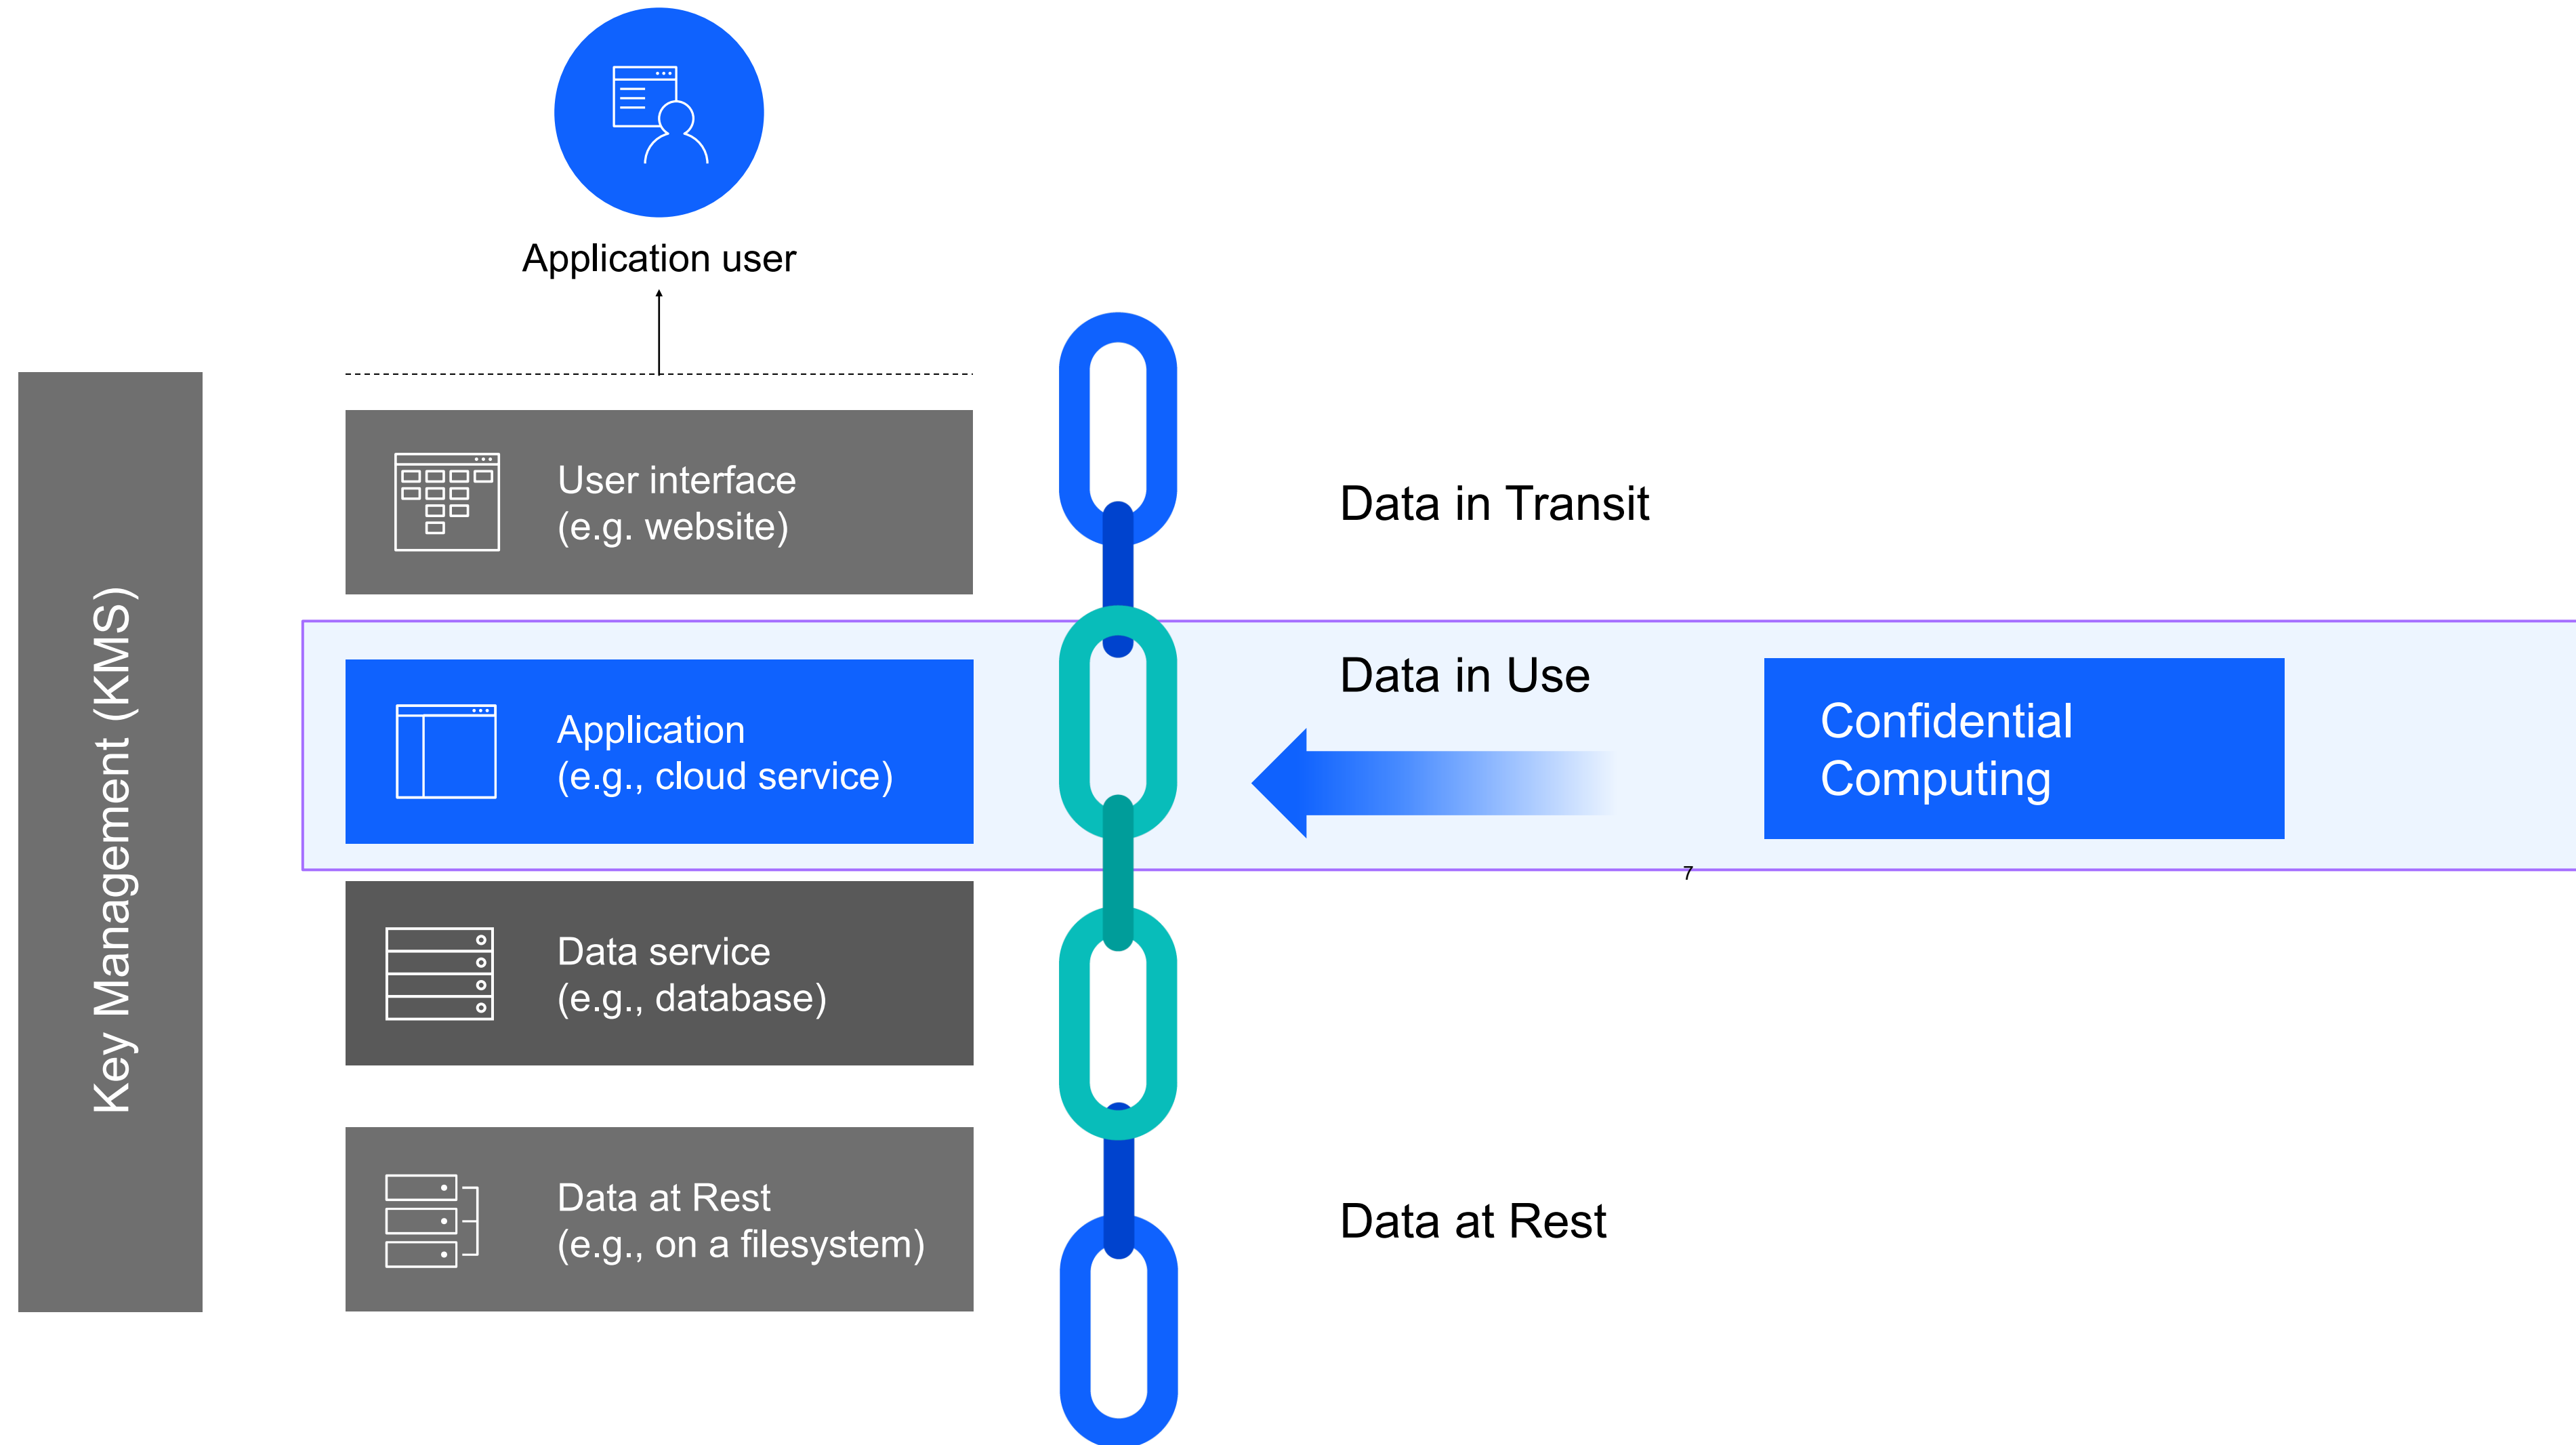 Application user
Key Management (KMS)
User interface
(e.g. website)
Data in Transit
Application
(e.g., cloud service)
Data in Use
Confidential
Computing
7
Data service
(e.g., database)
Data at Rest
(e.g., on a filesystem)
Data at Rest